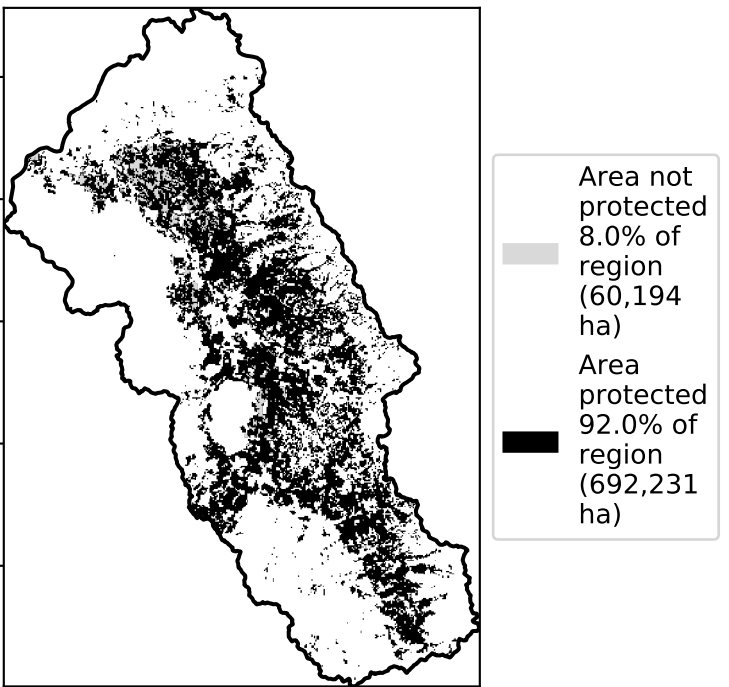 Area not
protected
8.0% of
region
(60,194
ha)
Area
protected
92.0% of
region
(692,231
ha)